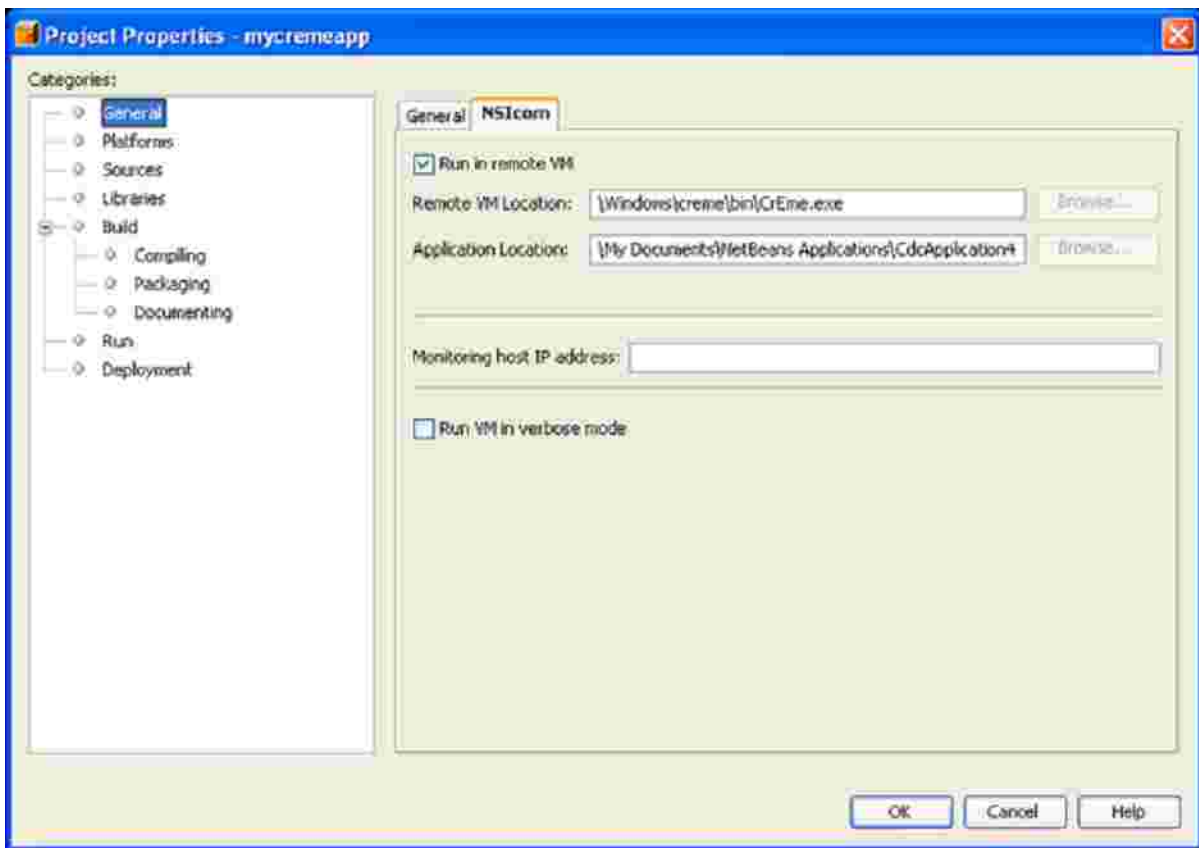 Project Properties - mycremeapp
Categories:
General
Platforms
Sources
Libraries
Build
Compiling
Packaging
Documenting
Run
Deployment
General NSIcom
Run in remote VM
Remote VM Location: \Windows\creme\bin\CrEme.exe Browse...
Application Location: \My Documents\NetBeans Applications\CdcApplication4 Browse...
Monitoring host IP address:
Run VM in verbose mode
OK Cancel Help